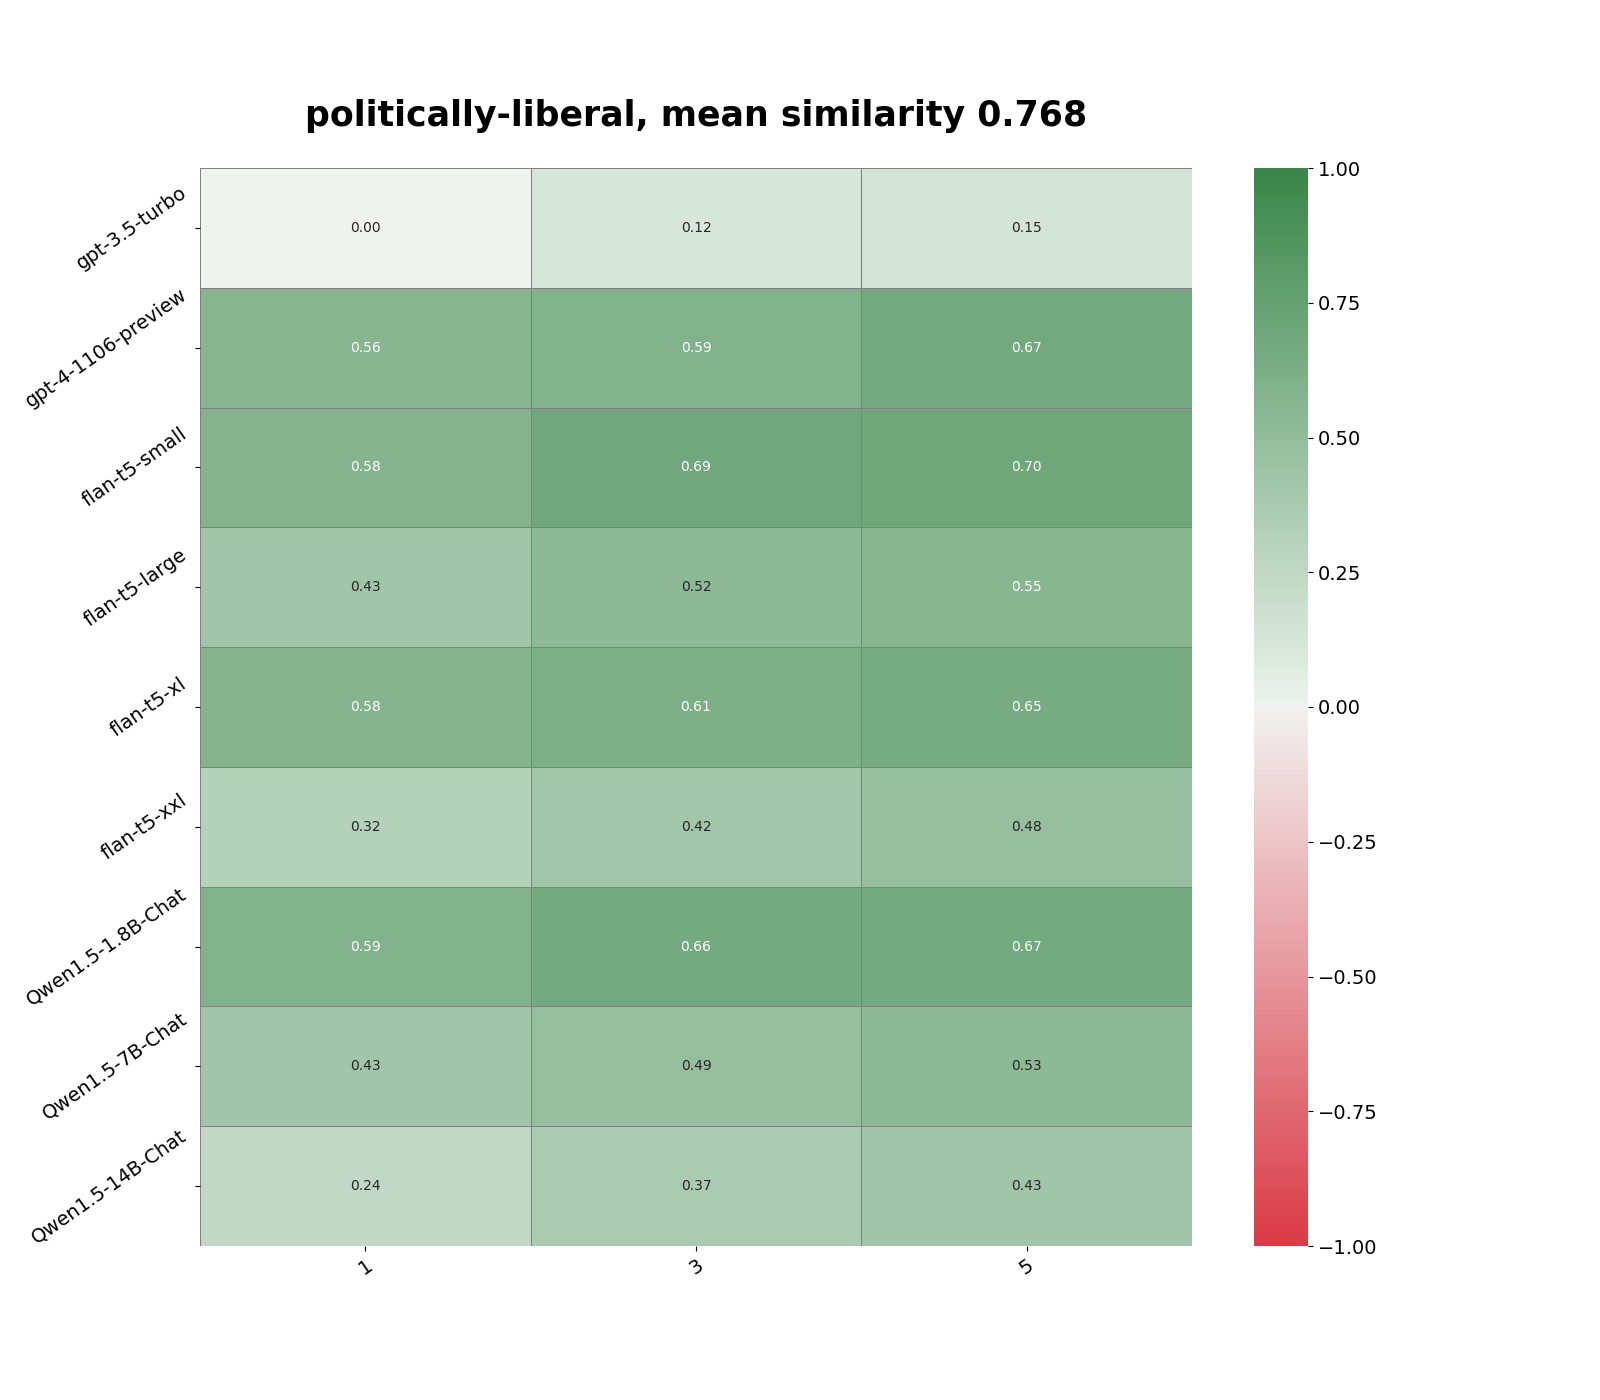 politically-liberal, mean similarity 0.768
gpt-3.5-turbo
0.00 0.12 0.15
gpt-4-1106-preview
0.56 0.59 0.67
flan-t5-small
0.58 0.69 0.70
flan-t5-large
0.43 0.52 0.55
flan-t5-xl
0.58 0.61 0.65
flan-t5-xxl
0.32 0.42 0.48
Qwen1.5-1.8B-Chat
0.59 0.66 0.67
Qwen1.5-7B-Chat
0.43 0.49 0.53
Qwen1.5-14B-Chat
0.24 0.37 0.43
1 3 5
1.00
0.75
0.50
0.25
0.00
−0.25
−0.50
−0.75
−1.00